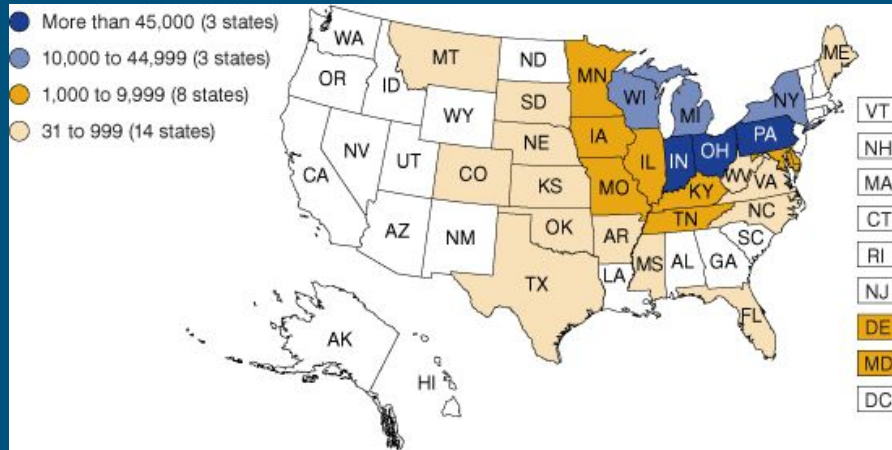 More than 45,000 (3 states)
10,000 to 44,999 (3 states)
1,000 to 9,999 (8 states)
31 to 999 (14 states)
WA
OR
ID
MT
ND
MN
WY
SD
WI
MI
NY
ME
NV
UT
CA
CO
NE
IA
IL
IN
OH
PA
KS
MO
KY
WV
VA
AZ
NM
OK
AR
TN
NC
SC
TX
LA
MS
AL
GA
FL
AK
HI
VT
NH
MA
CT
RI
NJ
DE
MD
DC